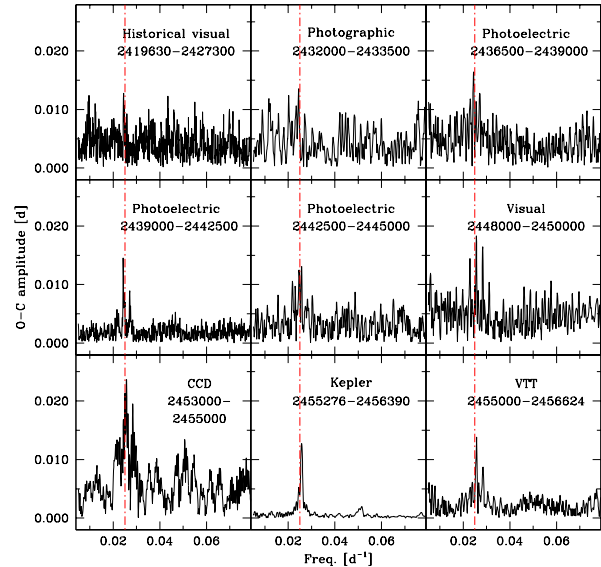 Historical visual
2419630-2427300
Photographic
2432000-2433500
Photoelectric
2436500-2439000
0.020
0.010
0.000
Photoelectric
2439000-2442500
Photoelectric
2442500-2445000
Visual
2448000-2450000
0.020
0.010
0.000
O-C amplitude [d]
CCD
2453000-
2455000
Kepler
2455276-2456390
VTT
2455000-2456624
0.020
0.010
0.000
0.02 0.04 0.06 0.02 0.04 0.06 0.02 0.04 0.06
Freq. [d⁻¹]